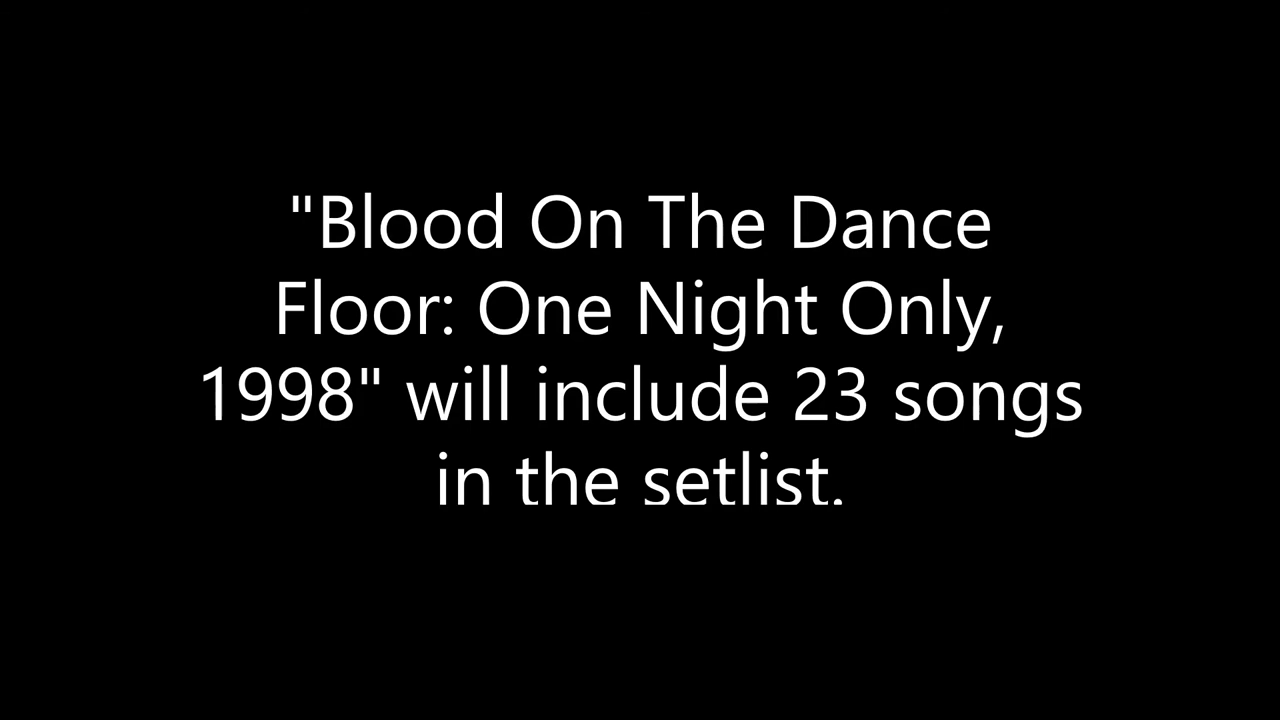 "Blood On The Dance
Floor: One Night Only,
1998" will include 23 songs
in the setlist.